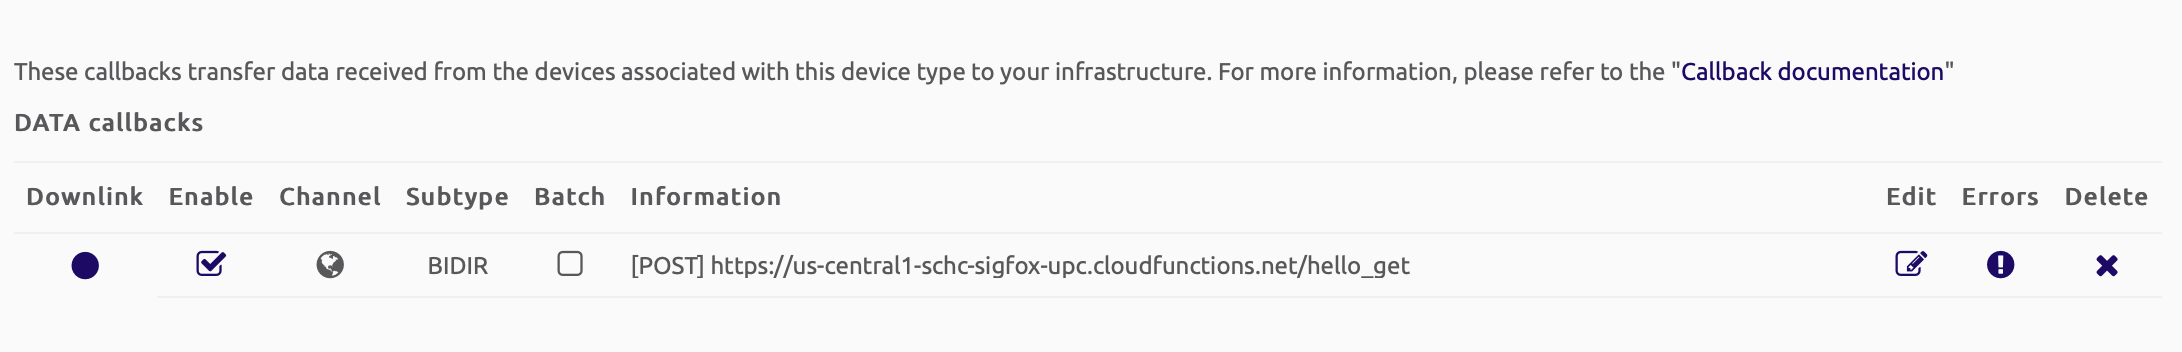 These callbacks transfer data received from the devices associated with this device type to your infrastructure. For more information, please refer to the "Callback documentation"
DATA callbacks
Downlink Enable Channel Subtype Batch Information Edit Errors Delete
BIDIR [POST] https://us-central1-schc-sigfox-upc.cloudfunctions.net/hello_get